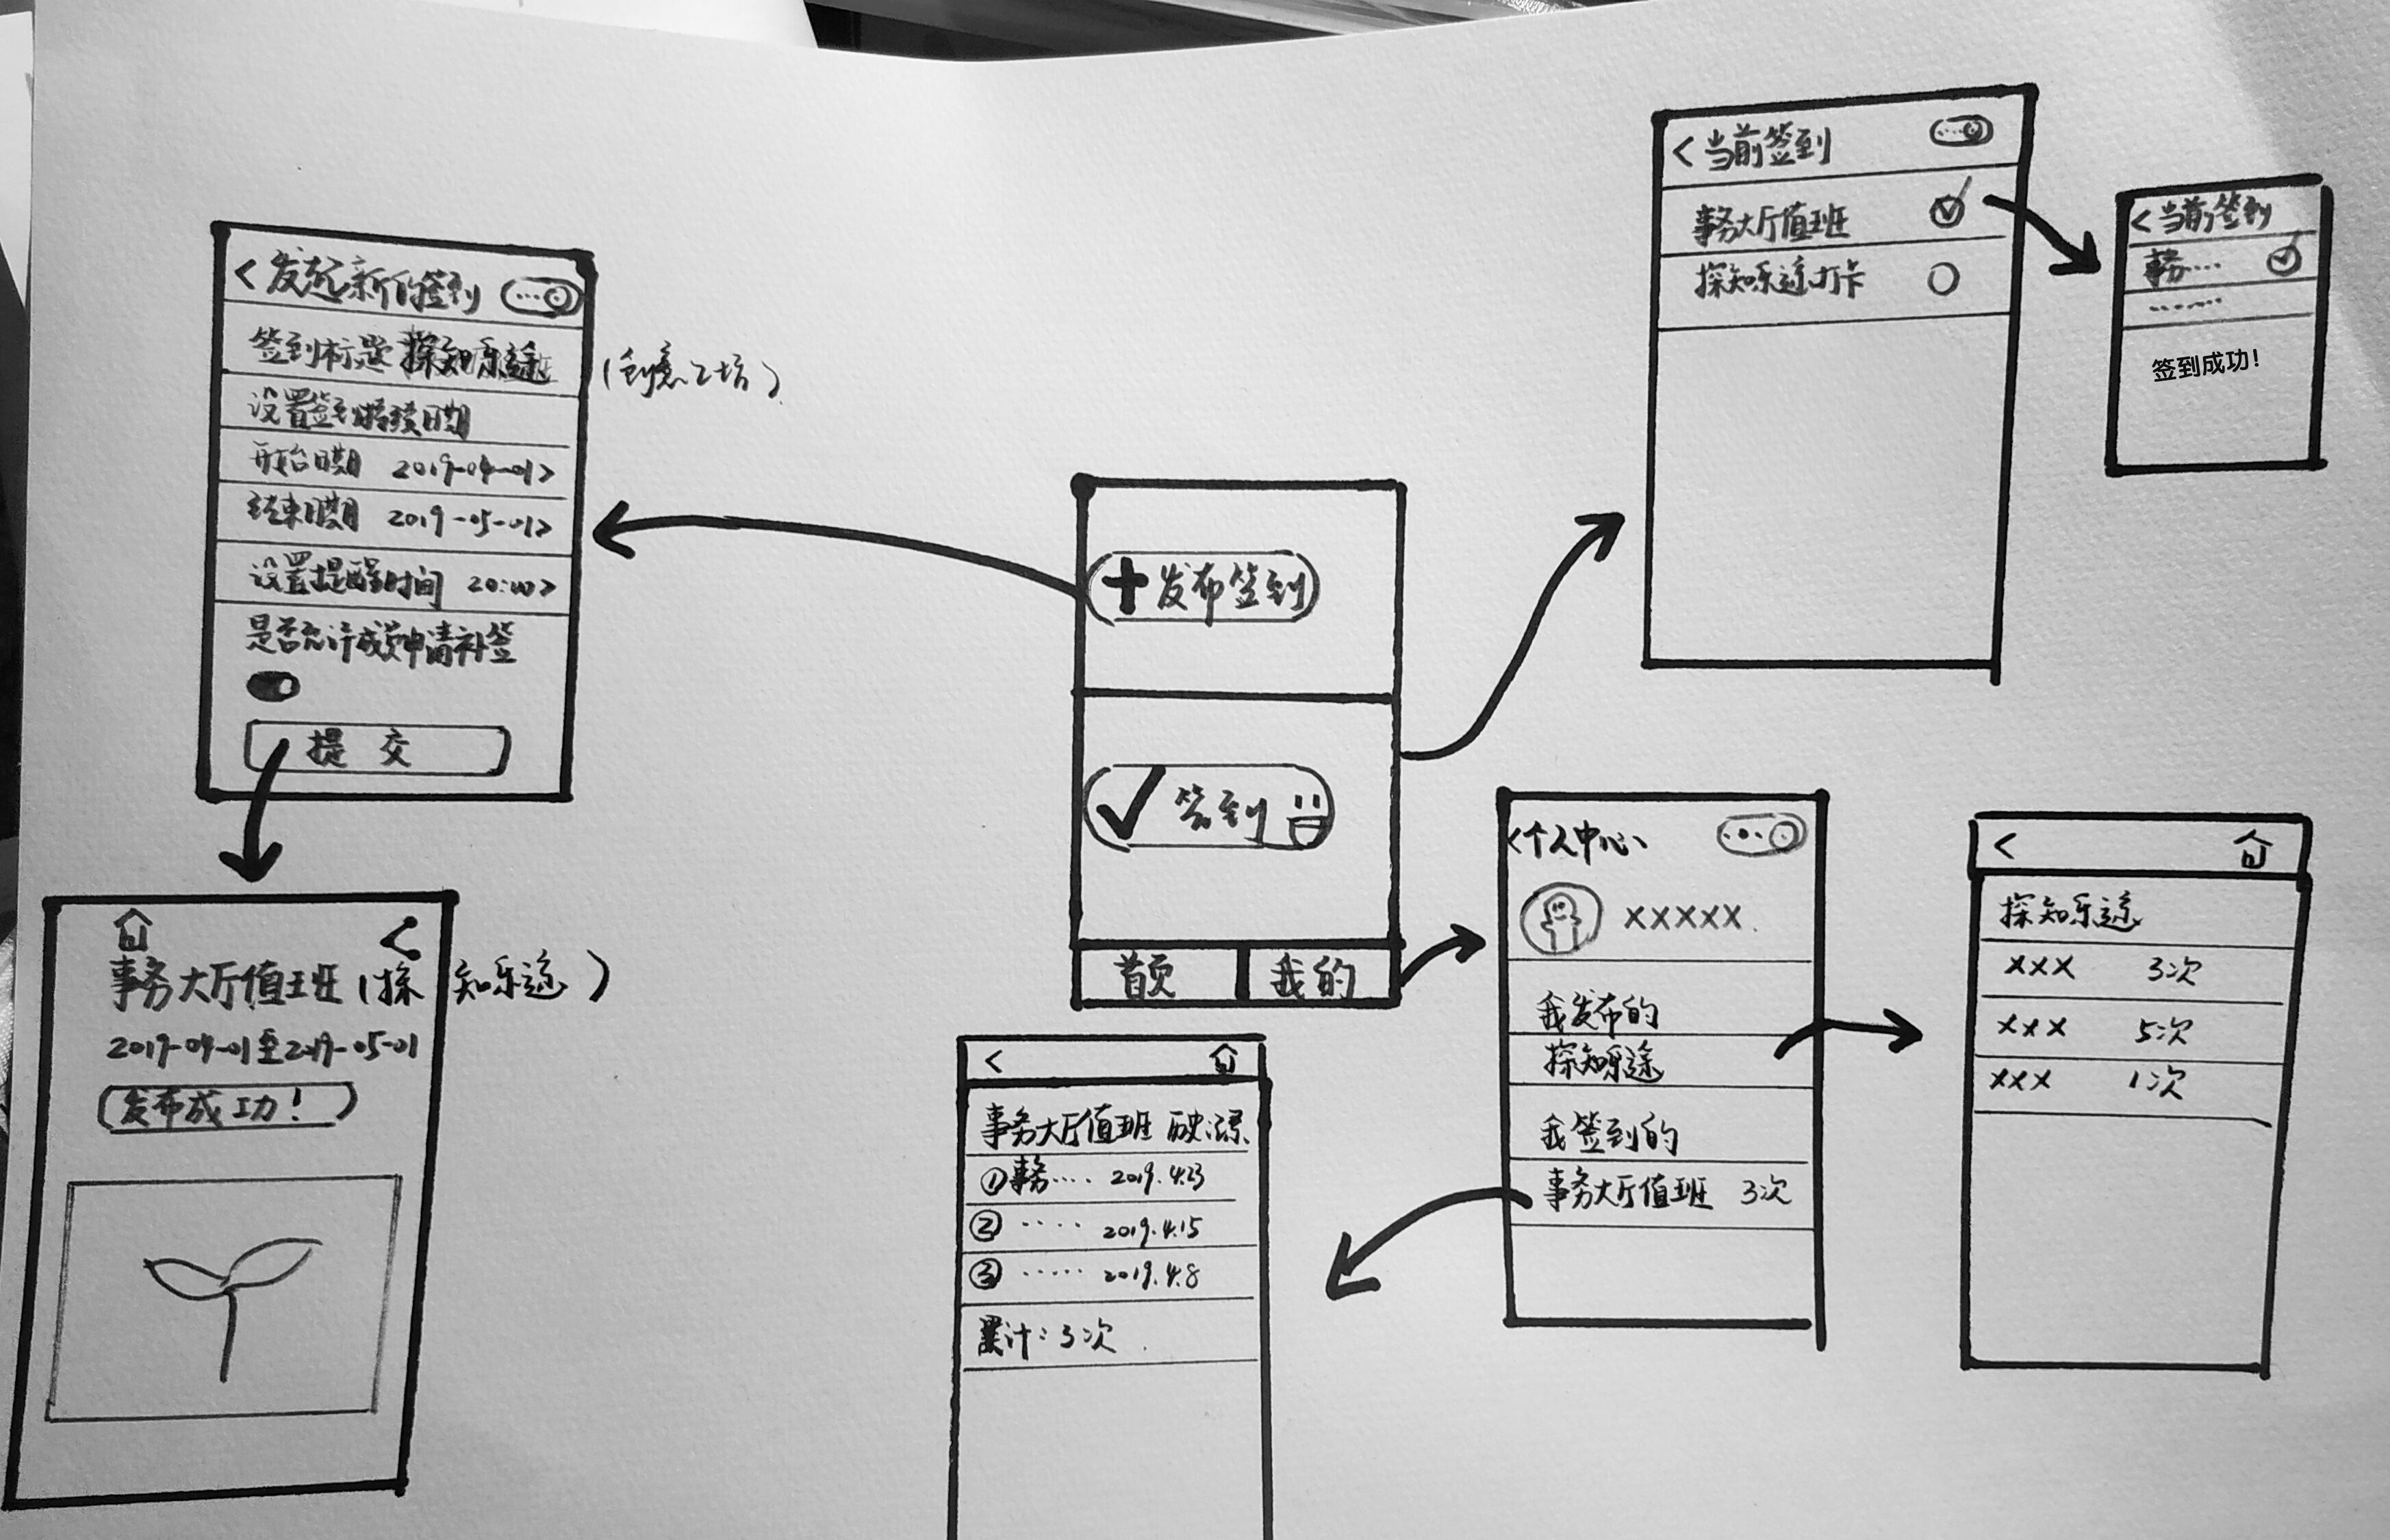 <发起新的签到
签到标题 探知乐途
(创意工坊)
设置签到持续日期
开始日期 2019-04-01>
结束日期 2019-05-01>
设置提醒时间 20:00>
是否允许成员申请补签
提 交
事务大厅值班(探知乐途)
2019-04-01至2019-05-01
发布成功!
+发布签到
签到
首页 我的
<当前签到
事务大厅值班
探知乐途打卡
<当前签到
事务····
签到成功!
<个人中心
×××××
我发布的
探知乐途
我签到的
事务大厅值班 3次
<
探知乐途
××× 3次
××× 5次
××× 1次
<
事务大厅值班
①事务···· 2019.4.23
② ···· 2019.4.15
③ ····· 2019.4.8
累计:3次